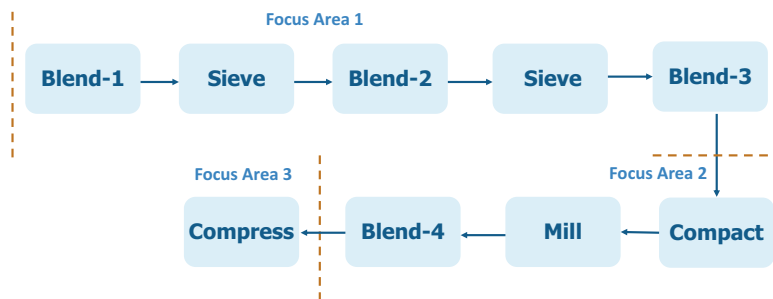 Focus Area 1
Blend-1
Sieve
Blend-2
Sieve
Blend-3
Focus Area 2
Focus Area 3
Compress
Blend-4
Mill
Compact